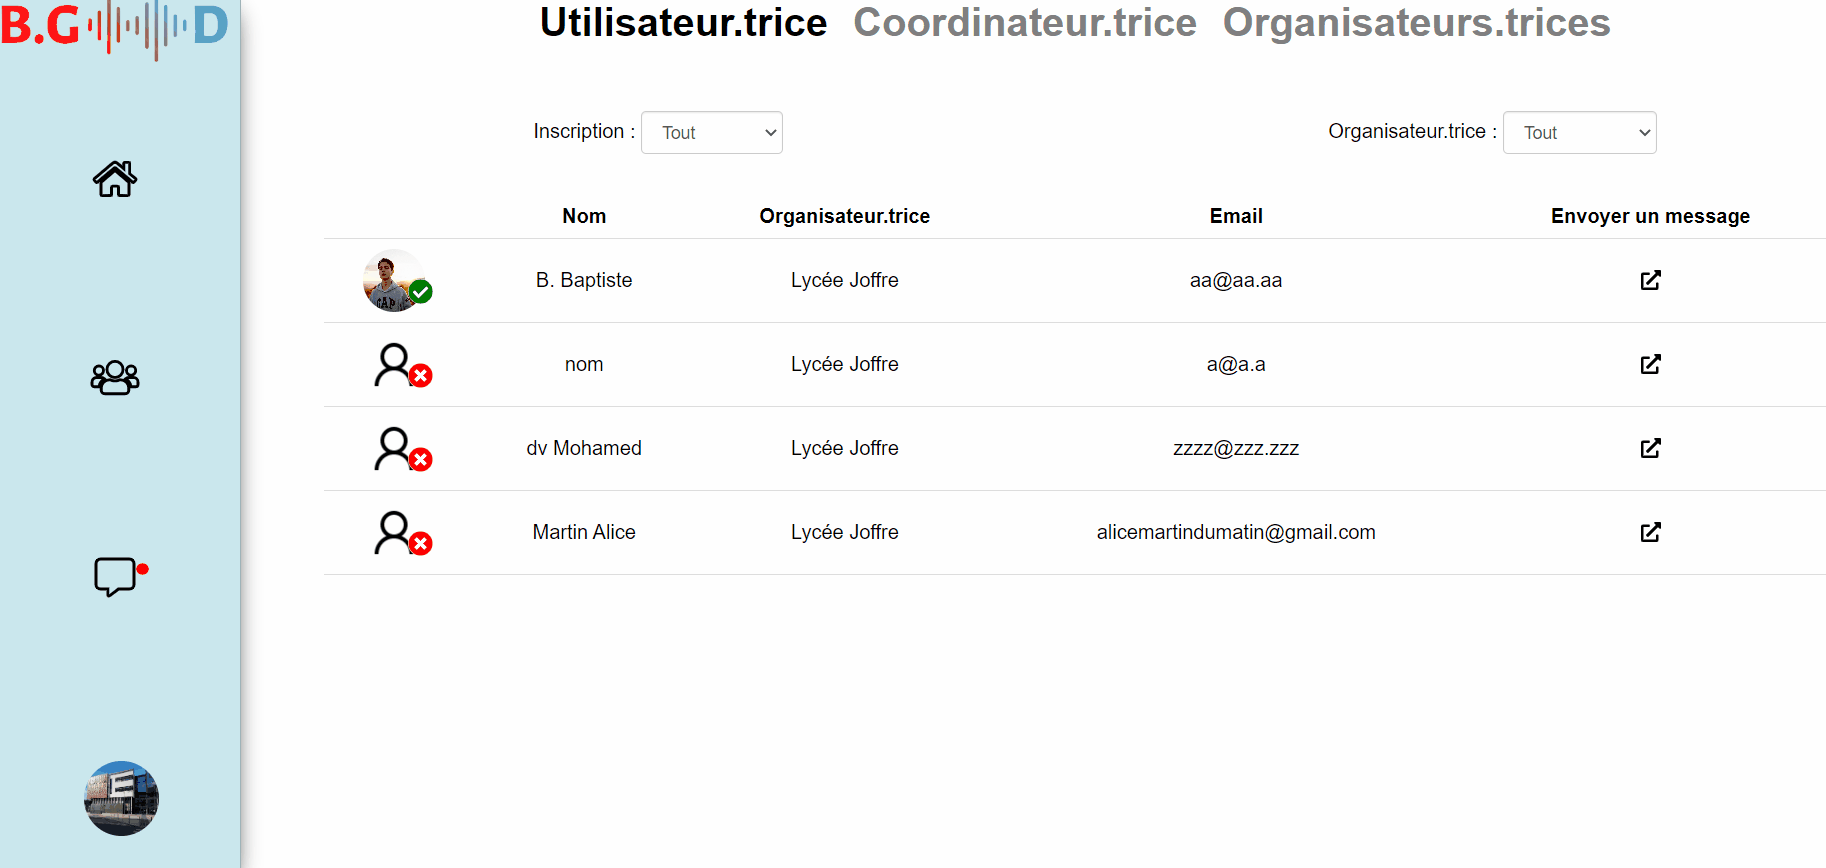 B.G D
Utilisateur.trice Coordinateur.trice Organisateurs.trices
Inscription : Tout Organisateur.trice : Tout
Nom Organisateur.trice Email Envoyer un message
B. Baptiste Lycée Joffre aa@aa.aa
GAP
nom Lycée Joffre a@a.a
dv Mohamed Lycée Joffre zzzz@zzz.zzz
Martin Alice Lycée Joffre alicemartindumatin@gmail.com